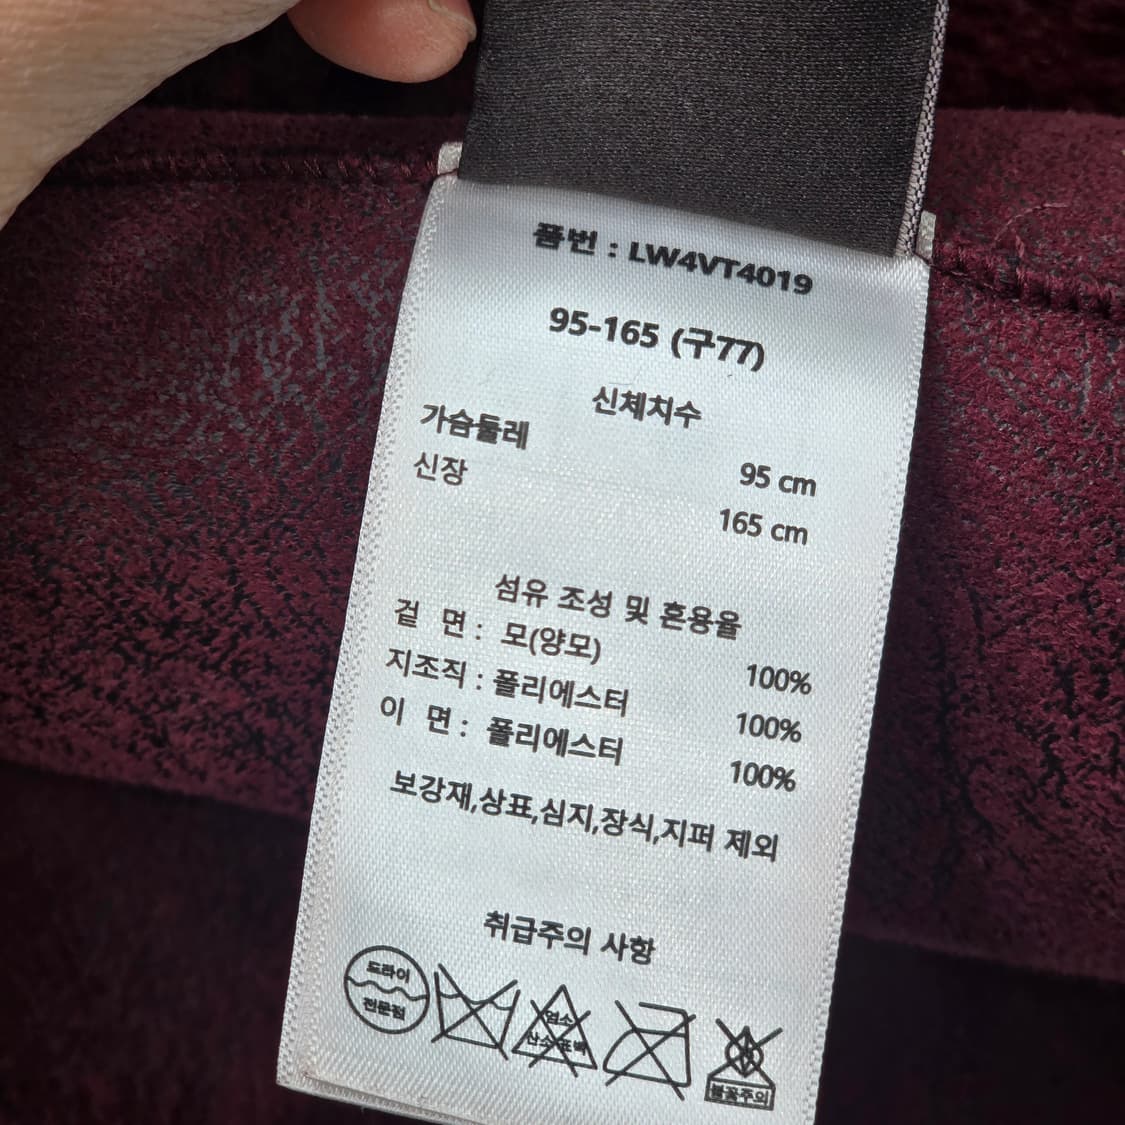 품번 : LW4VT4019
95-165 (구77)
신체치수
가슴둘레 95 cm
신장 165 cm
섬유 조성 및 혼용율
겉 면 : 모(양모) 100%
지조직 : 폴리에스터 100%
이 면 : 폴리에스터 100%
보강재,상표,심지,장식,지퍼 제외
취급주의 사항
드라이
전문점
염소
산소표백
불꽃주의